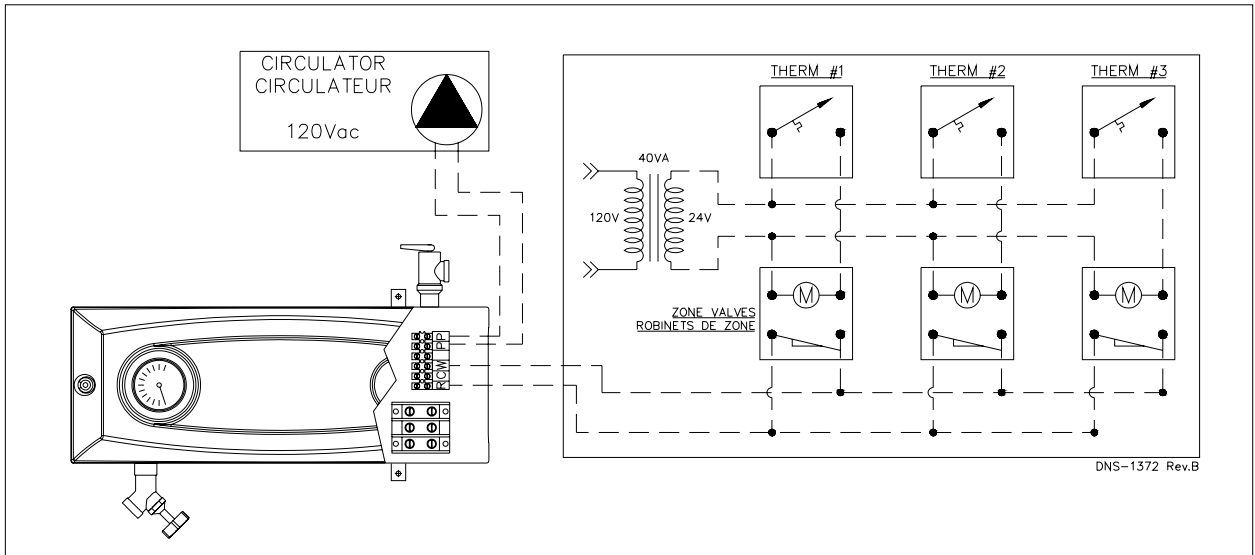 CIRCULATOR
CIRCULATEUR
120Vac
THERM #1
THERM #2
THERM #3
40VA
120V
24V
M
M
M
ZONE VALVES
ROBINETS DE ZONE
P
P
W
C
R
DNS-1372 Rev.B